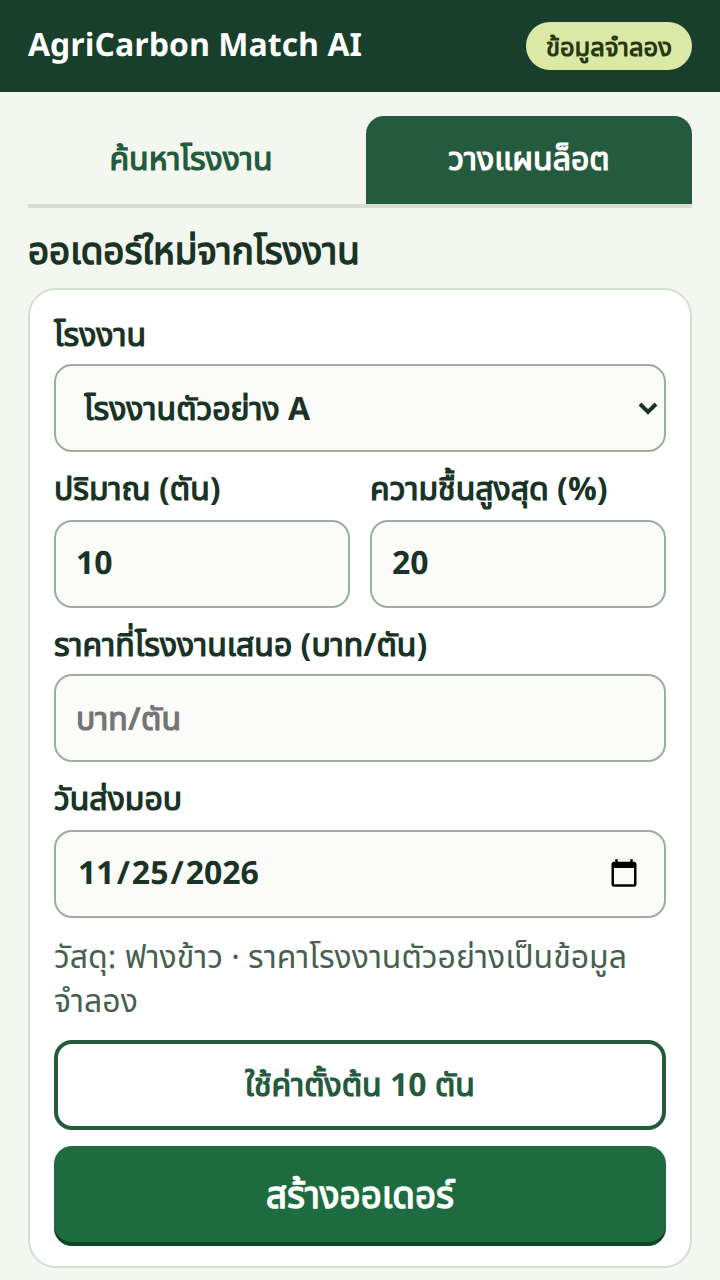 AgriCarbon Match AI
ข้อมูลจำลอง
ค้นหาโรงงาน
วางแผนล็อต
ออเดอร์ใหม่จากโรงงาน
โรงงาน
โรงงานตัวอย่าง A
ปริมาณ (ตัน)
ความชื้นสูงสุด (%)
10
20
ราคาที่โรงงานเสนอ (บาท/ตัน)
บาท/ตัน
วันส่งมอบ
11/25/2026
วัสดุ: ฟางข้าว · ราคาโรงงานตัวอย่างเป็นข้อมูล
จำลอง
ใช้ค่าตั้งต้น 10 ตัน
สร้างออเดอร์